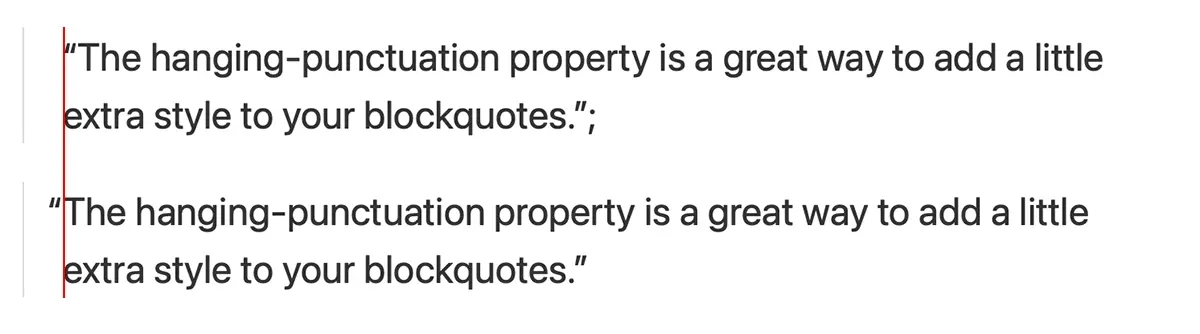 “The hanging-punctuation property is a great way to add a little
extra style to your blockquotes.”;
“The hanging-punctuation property is a great way to add a little
extra style to your blockquotes.”